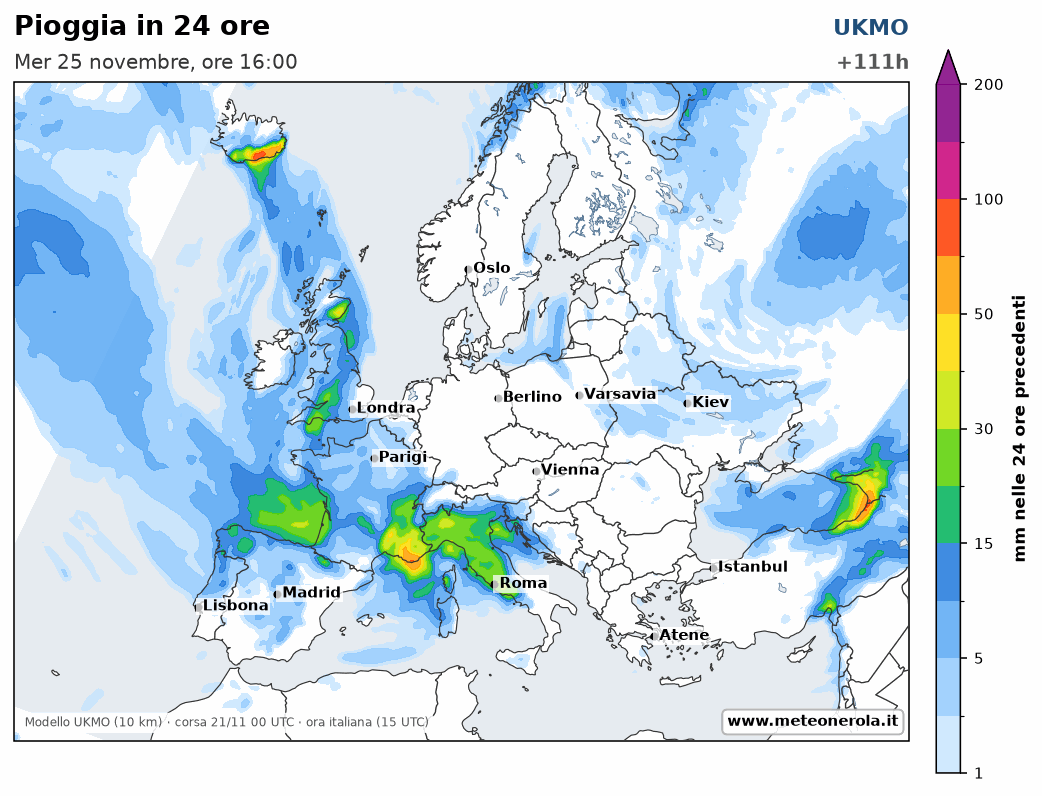 Pioggia in 24 ore
UKMO
Mer 25 novembre, ore 16:00
+111h
200
100
50
30
15
5
1
mm nelle 24 ore precedenti
Oslo
Londra
Berlino
Varsavia
Kiev
Parigi
Vienna
Istanbul
Roma
Madrid
Lisbona
Atene
Modello UKMO (10 km) · corsa 21/11 00 UTC · ora italiana (15 UTC)
www.meteonerola.it